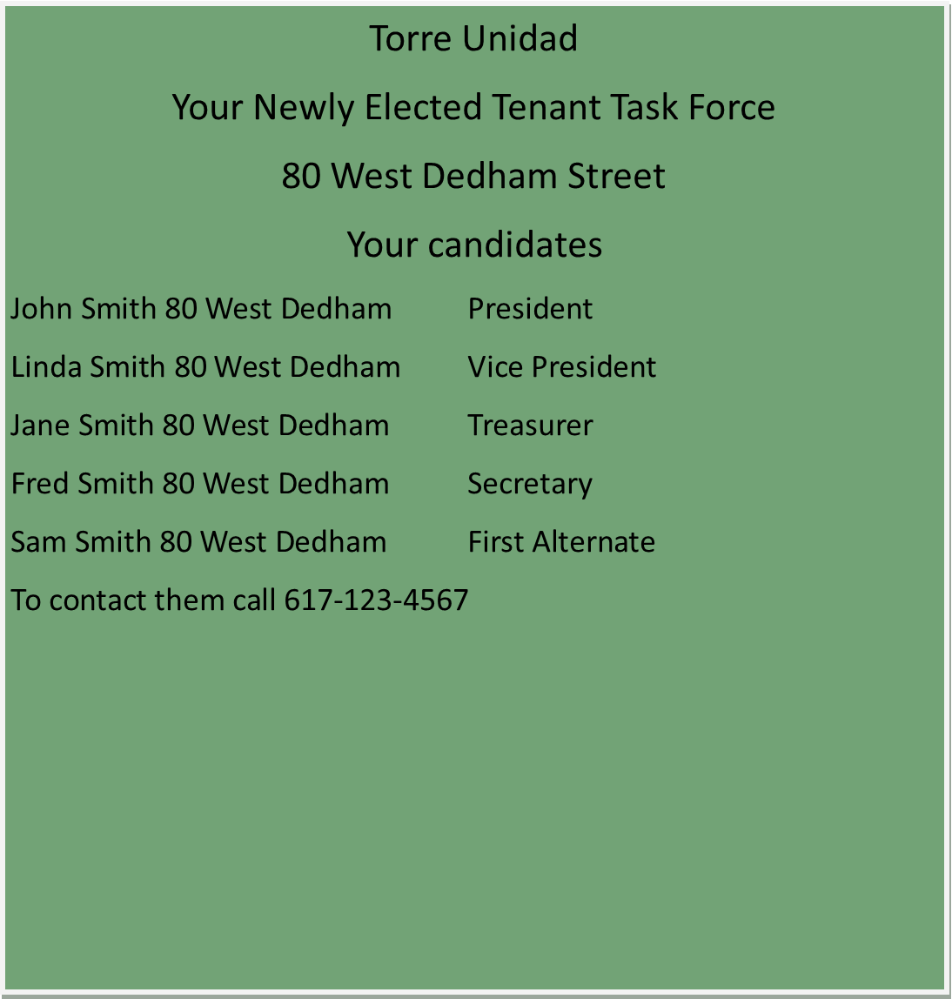 Torre Unidad
Your Newly Elected Tenant Task Force
80 West Dedham Street
Your candidates
John Smith 80 West Dedham President
Linda Smith 80 West Dedham Vice President
Jane Smith 80 West Dedham Treasurer
Fred Smith 80 West Dedham Secretary
Sam Smith 80 West Dedham First Alternate
To contact them call 617-123-4567